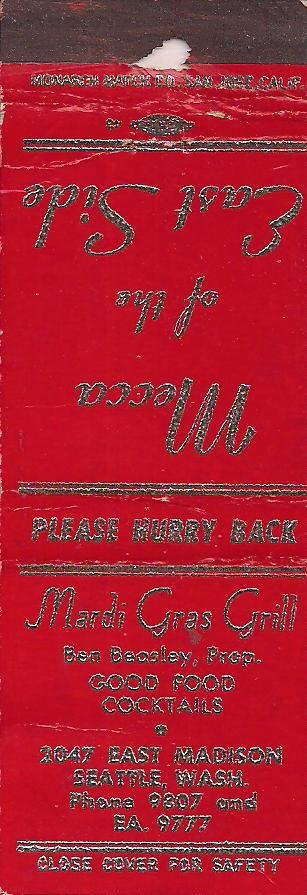 MONARCH MATCH CO. SAN JOSE, CALIF.
Mecca
of the
East Side
PLEASE HURRY BACK
Mardi Gras Grill
Ben Beasley, Prop.
GOOD FOOD
COCKTAILS
2047 EAST MADISON
SEATTLE, WASH.
Phone 9807 and
EA. 9777
CLOSE COVER FOR SAFETY